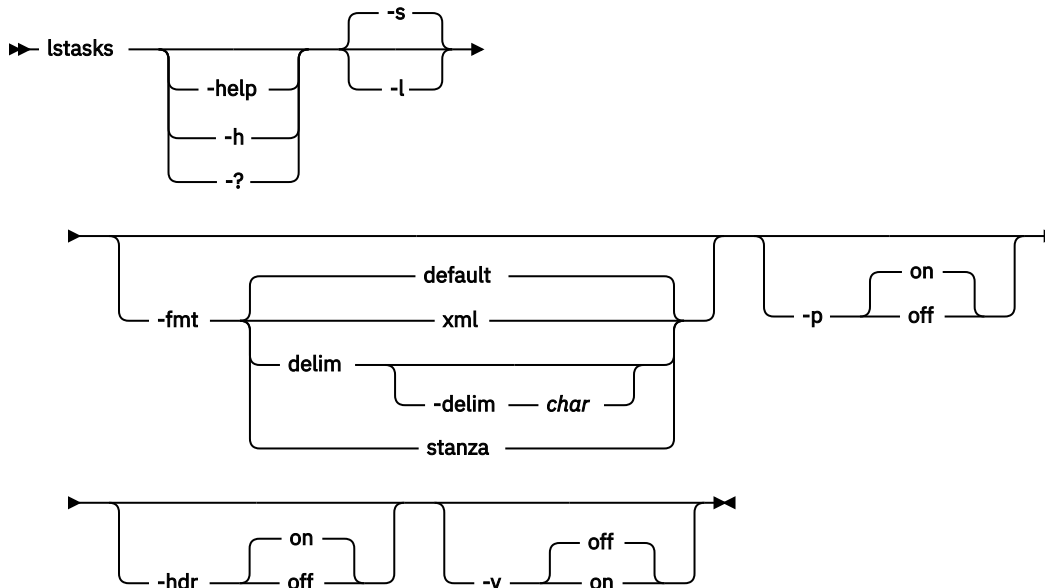 lstasks -s
-help -l
-h
-?
default
-fmt xml -p on
off
delim
-delim char
stanza
on off
-hdr off -v on